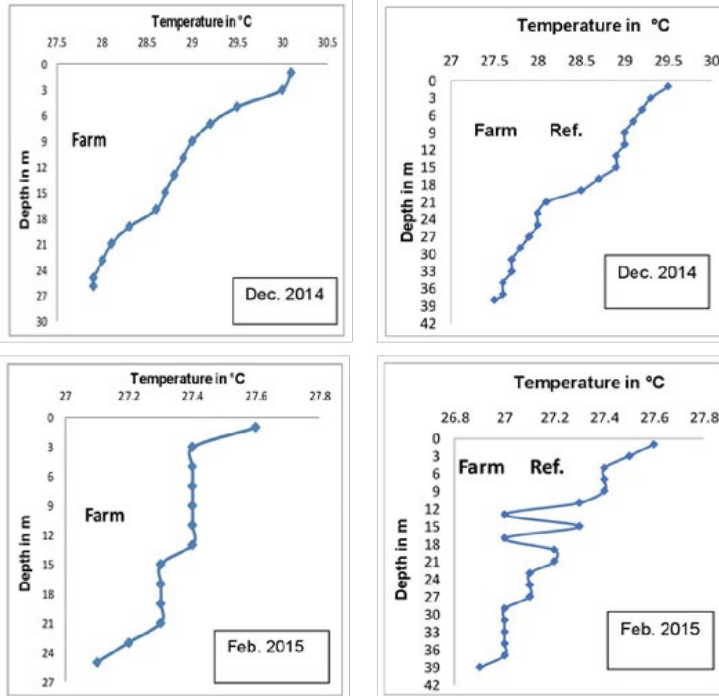 Temperature in °C
27.5 28 28.5 29 29.5 30 30.5
0
3
6
9
12
15
18
21
24
27
30
Depth in m
Farm
Dec. 2014
Temperature in °C
27 27.5 28 28.5 29 29.5 30
0
3
6
9
12
15
18
21
24
27
30
33
36
39
42
Depth in m
Farm Ref.
Dec. 2014
Temperature in °C
27 27.2 27.4 27.6 27.8
0
3
6
9
12
15
18
21
24
27
Depth in m
Farm
Feb. 2015
Temperature in °C
26.8 27 27.2 27.4 27.6 27.8
0
3
6
9
12
15
18
21
24
27
30
33
36
39
42
Depth in m
Farm Ref.
Feb. 2015